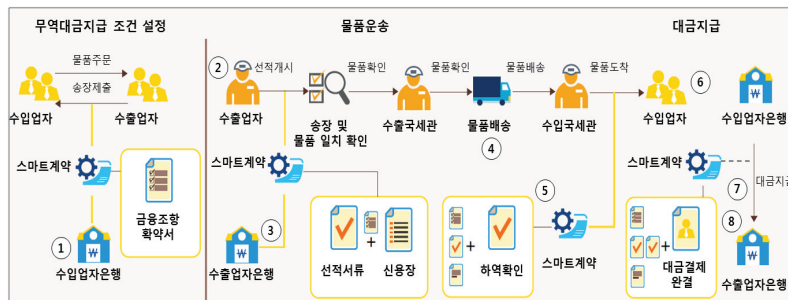 무역대금지급 조건 설정
물품주문
송장제출
수입업자
수출업자
스마트계약
금융조항
확약서
1
수입업자은행
물품운송
2
선적개시
물품확인
물품확인
물품배송
물품도착
수출업자
송장 및
물품 일치 확인
수출국세관
물품배송
수입국세관
4
스마트계약
3
수출업자은행
선적서류
+
신용장
5
+
하역확인
스마트계약
대금지급
6
수입업자
수입업자은행
스마트계약
7
대금지급
8
+
대금결제
완결
수출업자은행